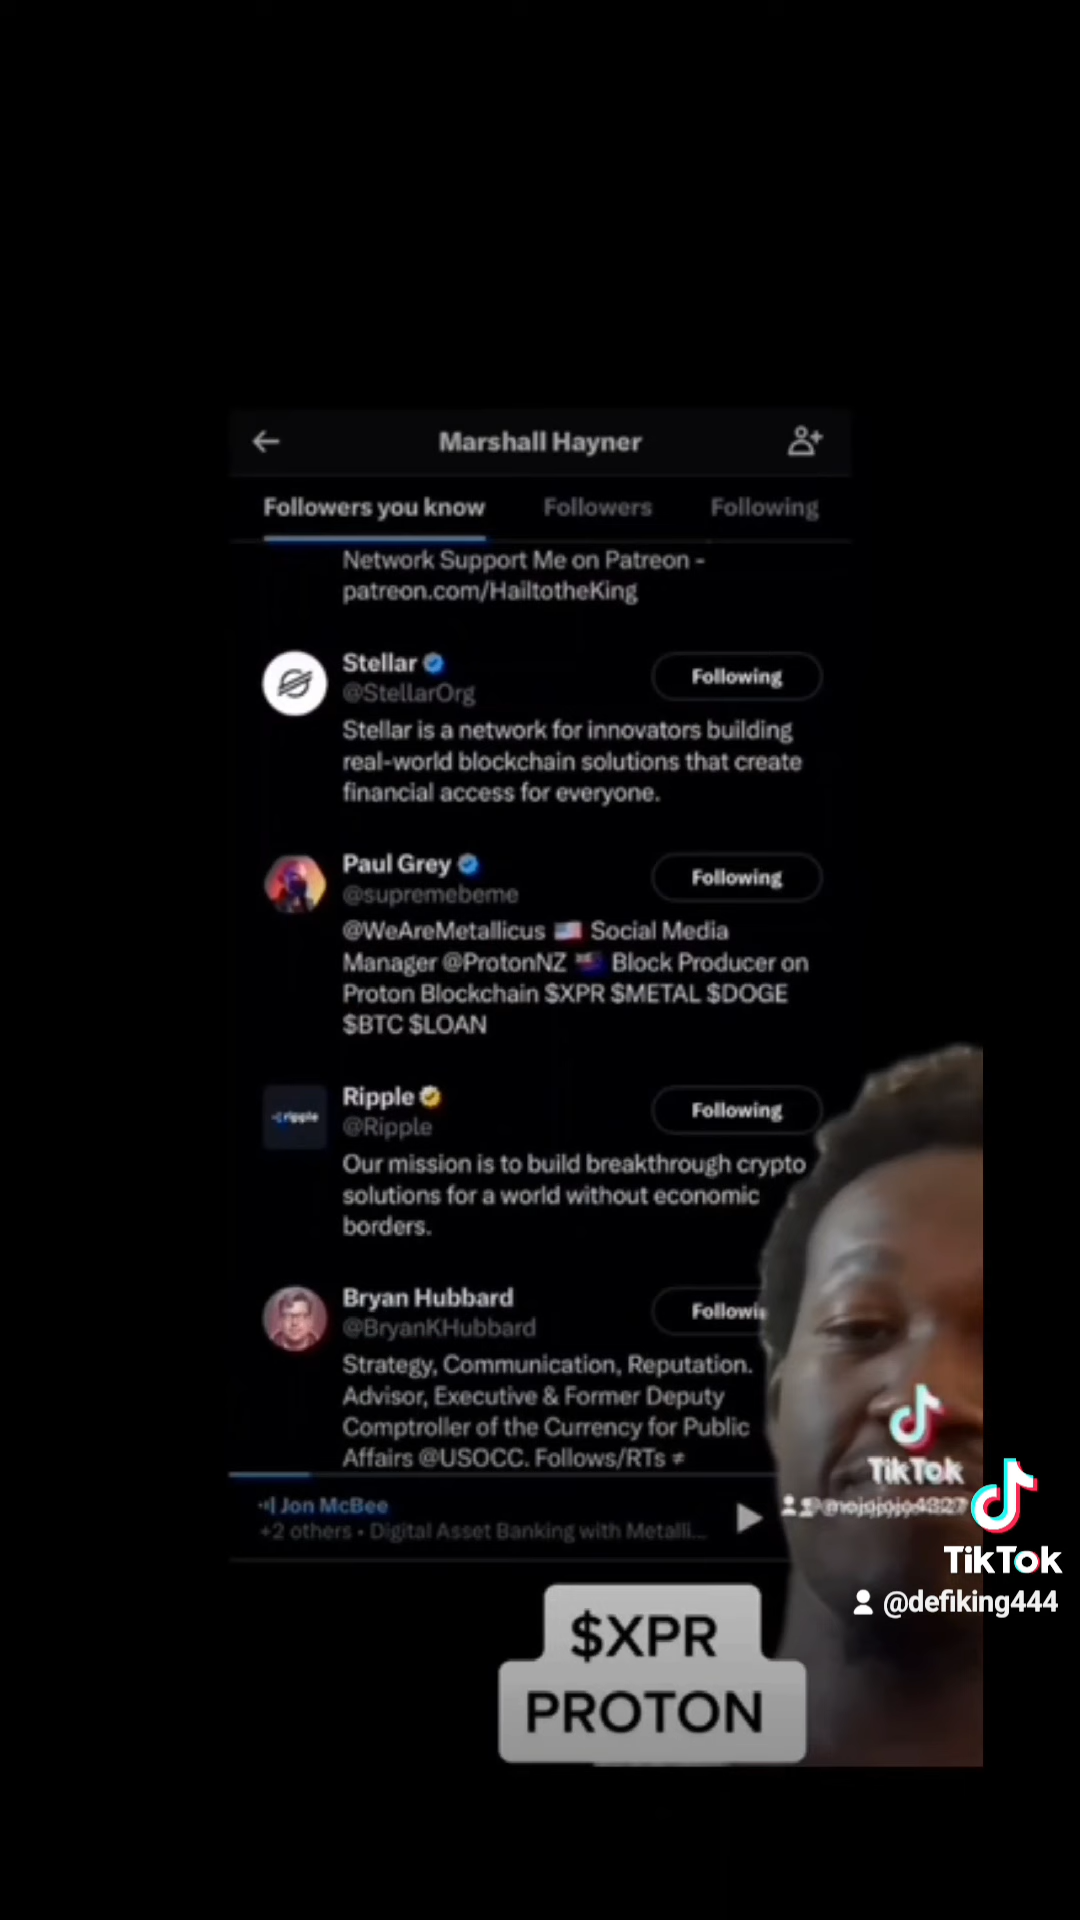 Marshall Hayner
Followers you know Followers Following
Network Support Me on Patreon -
patreon.com/HailtotheKing
Stellar
Following
@StellarOrg
Stellar is a network for innovators building
real-world blockchain solutions that create
financial access for everyone.
Paul Grey
Following
@supremebeme
@WeAreMetallicus 🇺🇸 Social Media
Manager @ProtonNZ 🇳🇿 Block Producer on
Proton Blockchain $XPR $METAL $DOGE
$BTC $LOAN
ripple
Ripple
Following
@Ripple
Our mission is to build breakthrough crypto
solutions for a world without economic
borders.
Bryan Hubbard
Followi
@BryanKHubbard
Strategy, Communication, Reputation.
Advisor, Executive & Former Deputy
Comptroller of the Currency for Public
Affairs @USOCC. Follows/RTs ≠
Jon McBee
+2 others • Digital Asset Banking with Metalli...
TikTok
@mojojojo4327
TikTok
@defiking444
$XPR
PROTON